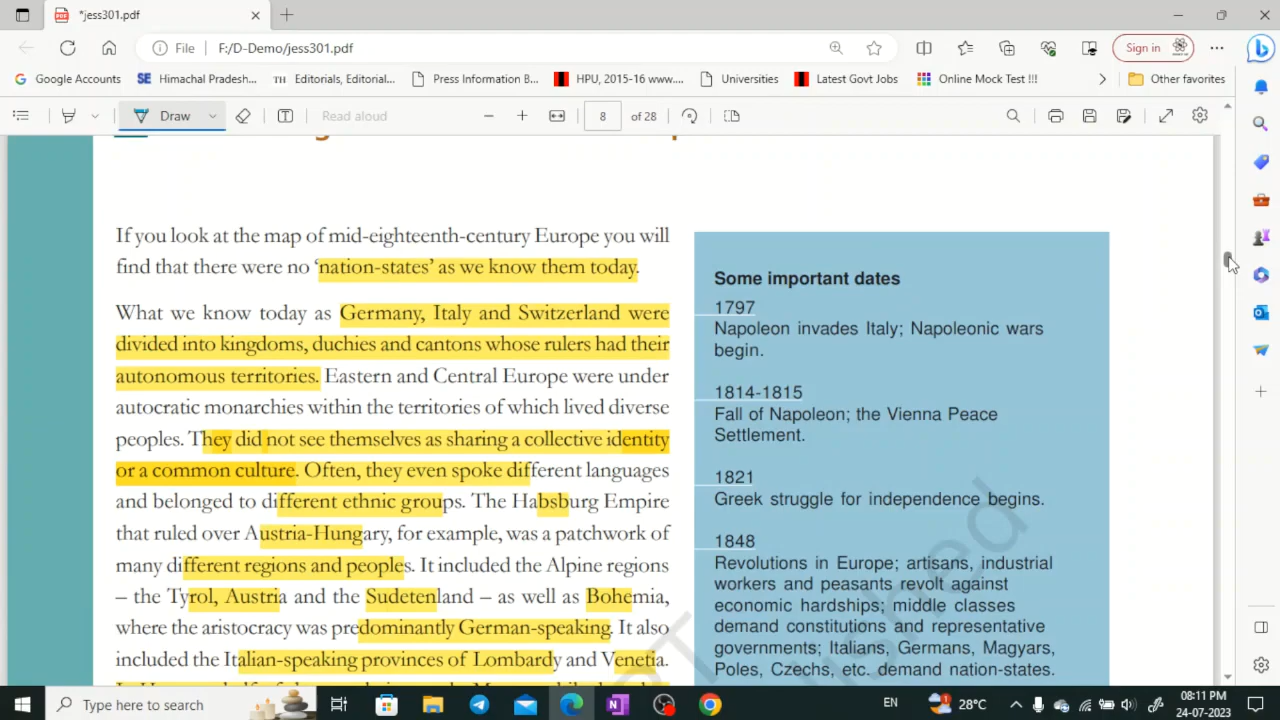 *jess301.pdf
File F:/D-Demo/jess301.pdf
Sign in
Google Accounts SE Himachal Pradesh... TH Editorials, Editorial... Press Information B... HPU, 2015-16 www.... Universities Latest Govt Jobs Online Mock Test !!! Other favorites
Draw Read aloud 8 of 28
If you look at the map of mid-eighteenth-century Europe you will
find that there were no ‘nation-states’ as we know them today.
What we know today as Germany, Italy and Switzerland were
divided into kingdoms, duchies and cantons whose rulers had their
autonomous territories. Eastern and Central Europe were under
autocratic monarchies within the territories of which lived diverse
peoples. They did not see themselves as sharing a collective identity
or a common culture. Often, they even spoke different languages
and belonged to different ethnic groups. The Habsburg Empire
that ruled over Austria-Hungary, for example, was a patchwork of
many different regions and peoples. It included the Alpine regions
– the Tyrol, Austria and the Sudetenland – as well as Bohemia,
where the aristocracy was predominantly German-speaking. It also
included the Italian-speaking provinces of Lombardy and Venetia.
Some important dates
1797
Napoleon invades Italy; Napoleonic wars
begin.
1814-1815
Fall of Napoleon; the Vienna Peace
Settlement.
1821
Greek struggle for independence begins.
1848
Revolutions in Europe; artisans, industrial
workers and peasants revolt against
economic hardships; middle classes
demand constitutions and representative
governments; Italians, Germans, Magyars,
Poles, Czechs, etc. demand nation-states.
Type here to search
EN
28°C
08:11 PM
24-07-2023